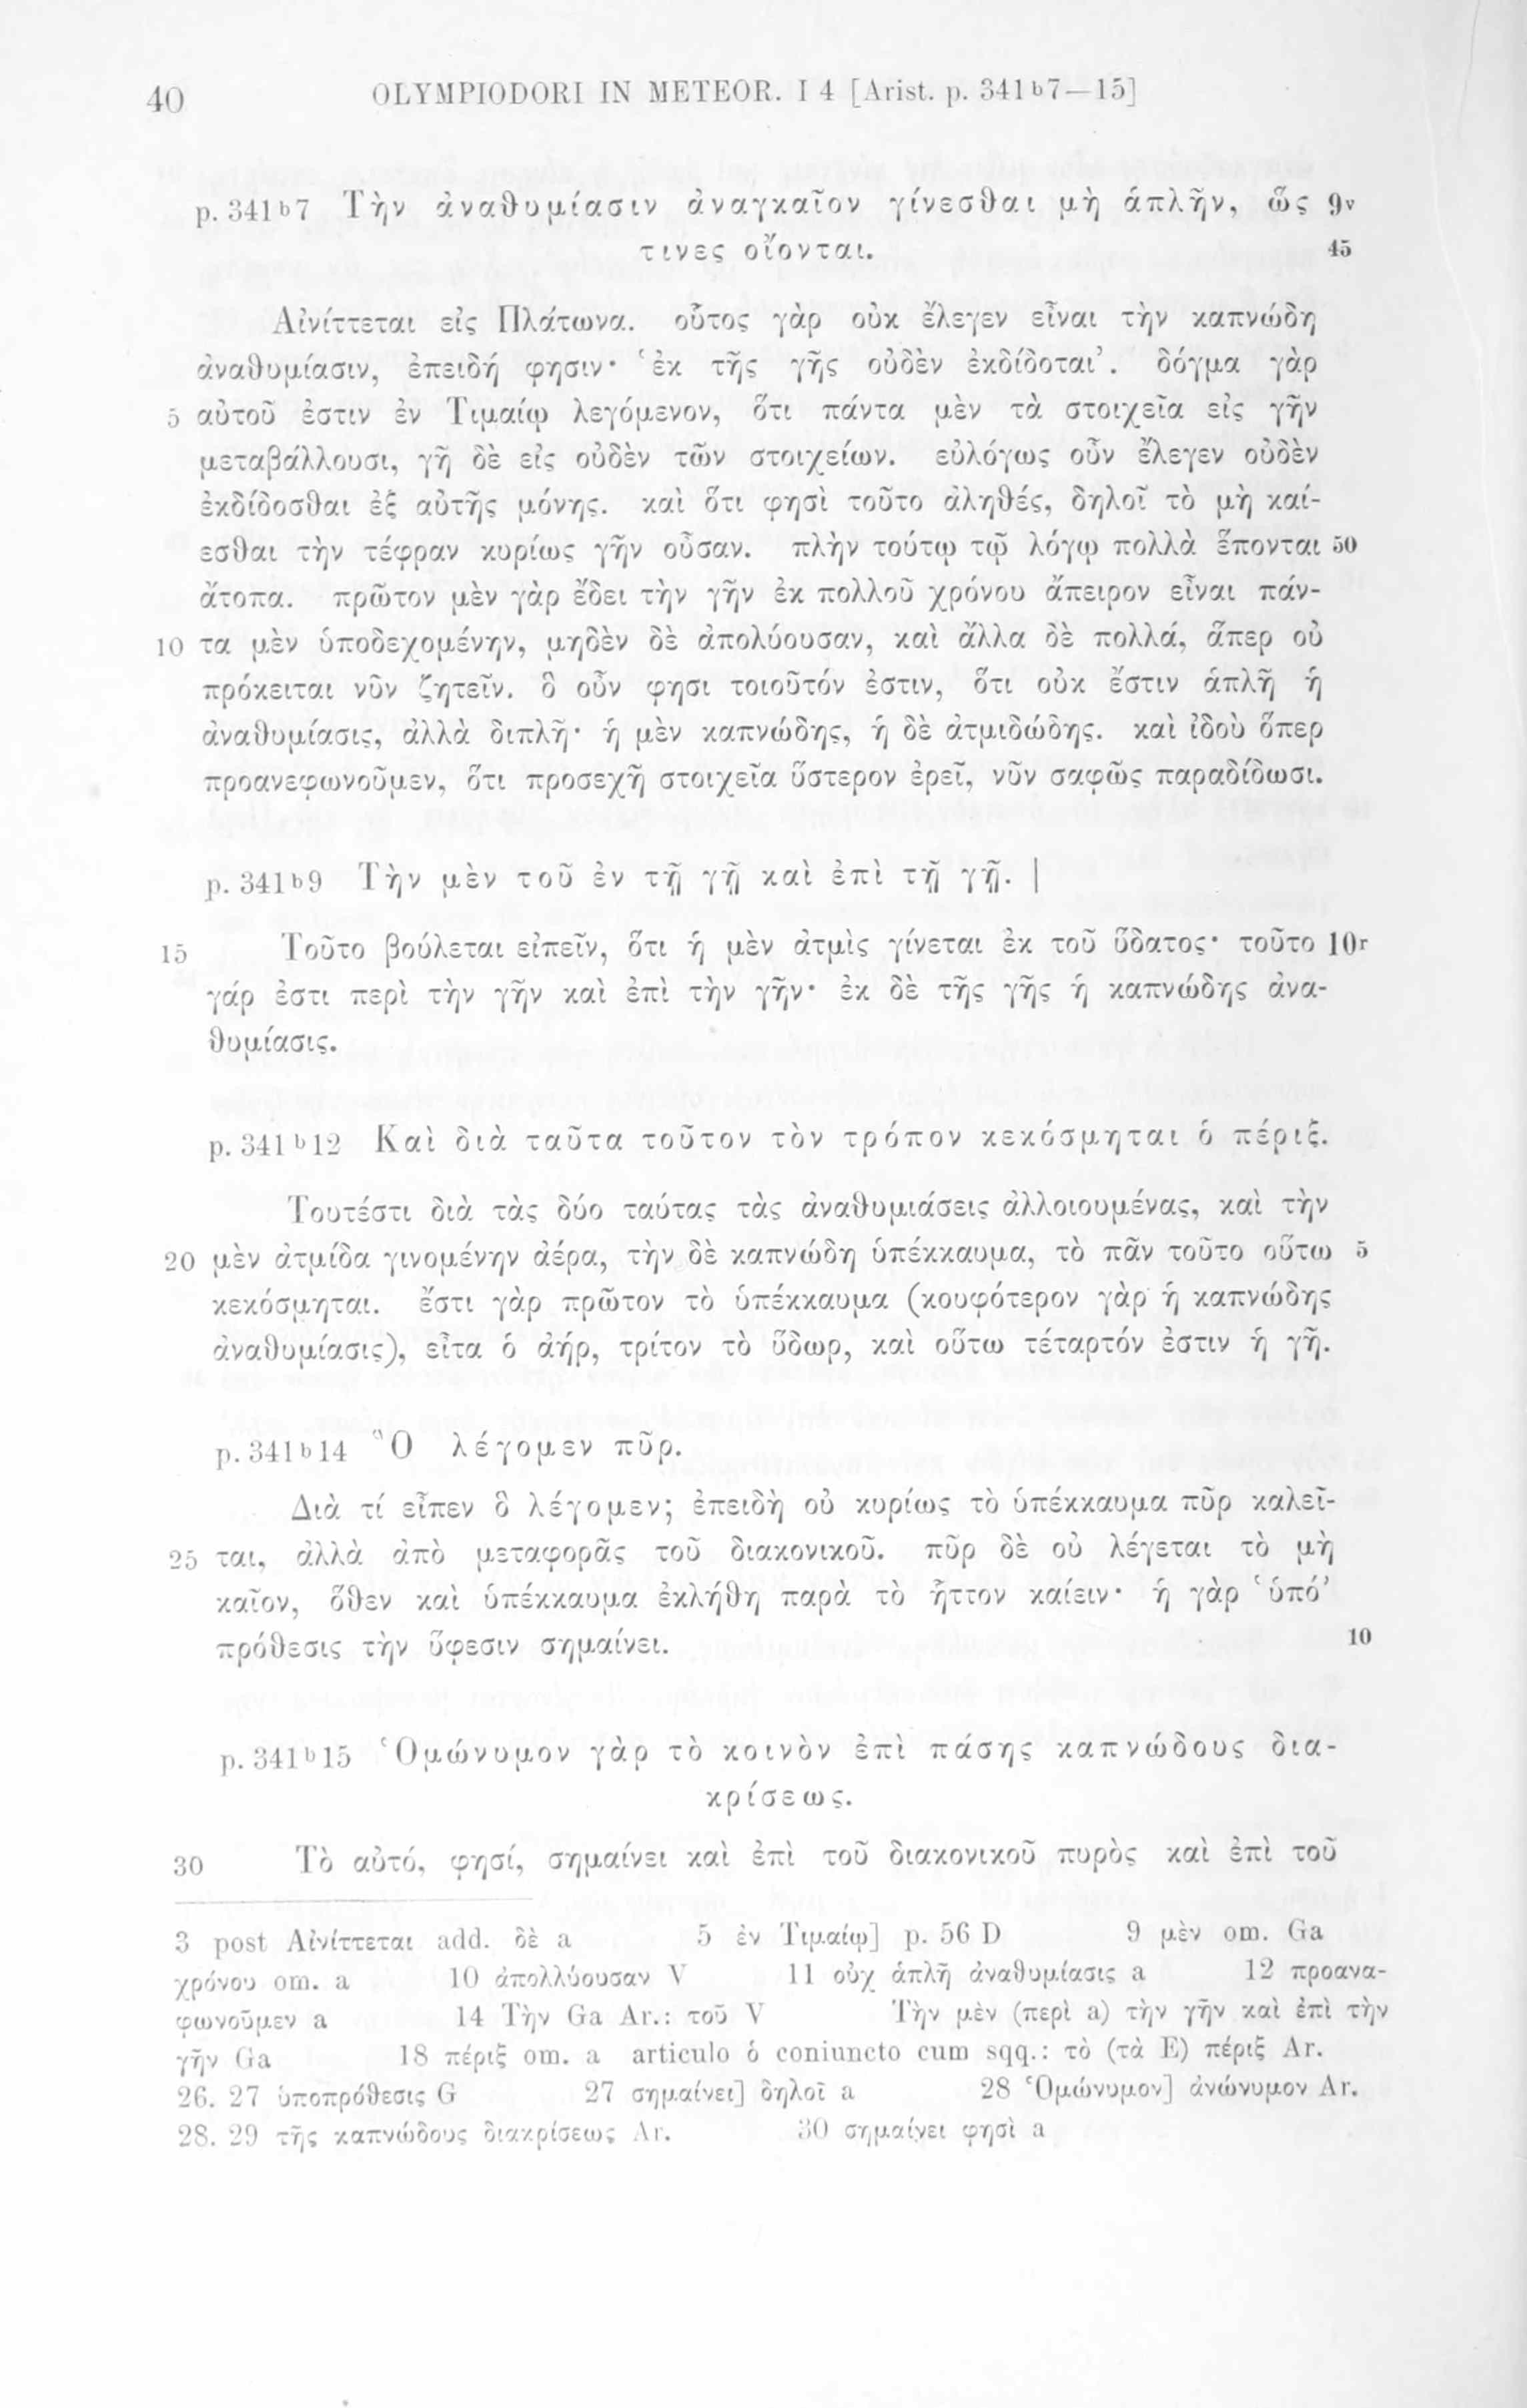 40 OLYMPIODORI IN METEOR. I 4 [Arist. p. 341b7—15]
p. 341b7 Τὴν ἀναθυμίασιν ἀναγκαῖον γίνεσθαι μὴ ἁπλῆν, ὥς 9v
τινες οἴονται. 45
Αἰνίττεται εἰς Πλάτωνα. οὗτος γὰρ οὐκ ἔλεγεν εἶναι τὴν καπνώδη
ἀναθυμίασιν, ἐπειδή φησιν· ‘ἐκ τῆς γῆς οὐδὲν ἐκδίδοται’. δόγμα γὰρ
5 αὐτοῦ ἐστιν ἐν Τιμαίῳ λεγόμενον, ὅτι πάντα μὲν τὰ στοιχεῖα εἰς γῆν
μεταβάλλουσι, γῆ δὲ εἰς οὐδὲν τῶν στοιχείων. εὐλόγως οὖν ἔλεγεν οὐδὲν
ἐκδίδοσθαι ἐξ αὐτῆς μόνης. καὶ ὅτι φησὶ τοῦτο ἀληθές, δηλοῖ τὸ μὴ καί-
εσθαι τὴν τέφραν κυρίως γῆν οὖσαν. πλὴν τούτῳ τῷ λόγῳ πολλὰ ἕπονται 50
ἄτοπα. πρῶτον μὲν γὰρ ἔδει τὴν γῆν ἐκ πολλοῦ χρόνου ἄπειρον εἶναι πάν-
10 τα μὲν ὑποδεχομένην, μηδὲν δὲ ἀπολύουσαν, καὶ ἄλλα δὲ πολλά, ἅπερ οὐ
πρόκειται νῦν ζητεῖν. ὃ οὖν φησι τοιοῦτόν ἐστιν, ὅτι οὐκ ἔστιν ἁπλῆ ἡ
ἀναθυμίασις, ἀλλὰ διπλῆ· ἡ μὲν καπνώδης, ἡ δὲ ἀτμιδώδης. καὶ ἰδοὺ ὅπερ
προανεφωνοῦμεν, ὅτι προσεχῆ στοιχεῖα ὕστερον ἐρεῖ, νῦν σαφῶς παραδίδωσι.
p. 341b9 Τὴν μὲν τοῦ ἐν τῇ γῇ καὶ ἐπὶ τῇ γῇ. |
15 Τοῦτο βούλεται εἰπεῖν, ὅτι ἡ μὲν ἀτμὶς γίνεται ἐκ τοῦ ὕδατος· τοῦτο 10r
γάρ ἐστι περὶ τὴν γῆν καὶ ἐπὶ τὴν γῆν· ἐκ δὲ τῆς γῆς ἡ καπνώδης ἀνα-
θυμίασις.
p. 341b12 Καὶ διὰ ταῦτα τοῦτον τὸν τρόπον κεκόσμηται ὁ πέριξ.
Τουτέστι διὰ τὰς δύο ταύτας τὰς ἀναθυμιάσεις ἀλλοιουμένας, καὶ τὴν
20 μὲν ἀτμίδα γινομένην ἀέρα, τὴν δὲ καπνώδη ὑπέκκαυμα, τὸ πᾶν τοῦτο οὕτω 5
κεκόσμηται. ἔστι γὰρ πρῶτον τὸ ὑπέκκαυμα (κουφότερον γὰρ ἡ καπνώδης
ἀναθυμίασις), εἶτα ὁ ἀήρ, τρίτον τὸ ὕδωρ, καὶ οὕτω τέταρτόν ἐστιν ἡ γῆ.
p. 341b14 Ὃ λέγομεν πῦρ.
Διὰ τί εἶπεν ὃ λέγομεν; ἐπειδὴ οὐ κυρίως τὸ ὑπέκκαυμα πῦρ καλεῖ-
25 ται, ἀλλὰ ἀπὸ μεταφορᾶς τοῦ διακονικοῦ. πῦρ δὲ οὐ λέγεται τὸ μὴ
καῖον, ὅθεν καὶ ὑπέκκαυμα ἐκλήθη παρὰ τὸ ἧττον καίειν· ἡ γὰρ ‘ὑπό’
πρόθεσις τὴν ὕφεσιν σημαίνει. 10
p. 341b15 Ὁμώνυμον γὰρ τὸ κοινὸν ἐπὶ πάσης καπνώδους δια-
κρίσεως.
30 Τὸ αὐτό, φησί, σημαίνει καὶ ἐπὶ τοῦ διακονικοῦ πυρὸς καὶ ἐπὶ τοῦ
3 post Αἰνίττεται add. δὲ a 5 ἐν Τιμαίῳ] p. 56 D 9 μὲν om. Ga
χρόνου om. a 10 ἀπολλύουσαν V 11 οὐχ ἁπλῆ ἀναθυμίασις a 12 προανα-
φωνοῦμεν a 14 Τὴν Ga Ar.: τοῦ V Τὴν μὲν (περὶ a) τὴν γῆν καὶ ἐπὶ τὴν
γῆν Ga 18 πέριξ om. a articulo ὁ coniuncto cum sqq.: τὸ (τὰ E) πέριξ Ar.
26. 27 ὑποπρόθεσις G 27 σημαίνει] δηλοῖ a 28 Ὁμώνυμον] ἀνώνυμον Ar.
28. 29 τῆς καπνώδους διακρίσεως Ar. 30 σημαίνει φησὶ a